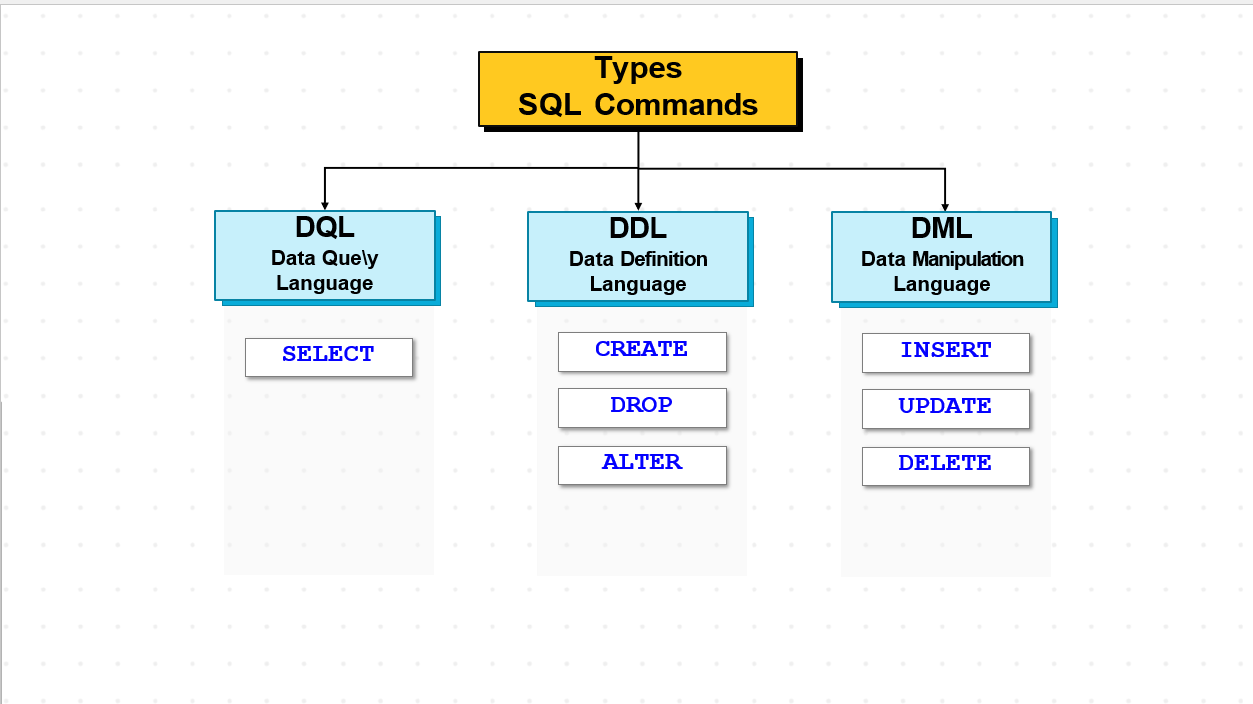 Types
SQL Commands
DQL
Data Que\y
Language
SELECT
DDL
Data Definition
Language
CREATE
DROP
ALTER
DML
Data Manipulation
Language
INSERT
UPDATE
DELETE